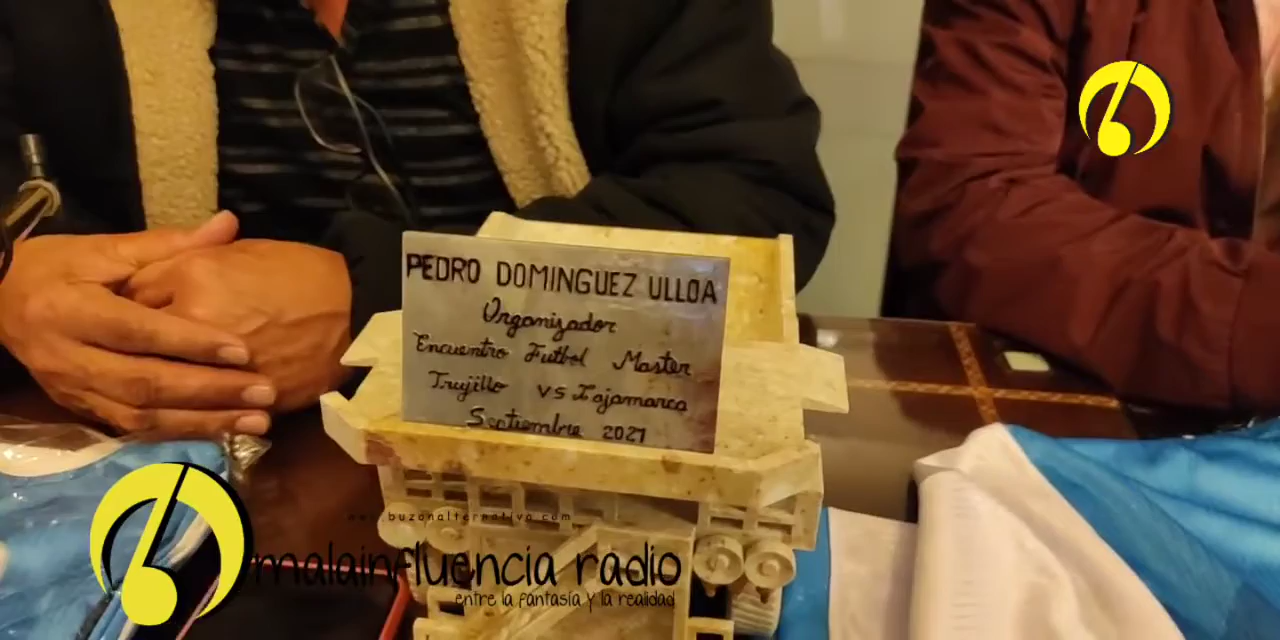 PEDRO DOMINGUEZ ULLOA
Organizador
Encuentro Futbol Master
Trujillo VS Cajamarca
Septiembre 2021
www.buzonalternativa.com
malainfluencia radio
entre la fantasía y la realidad